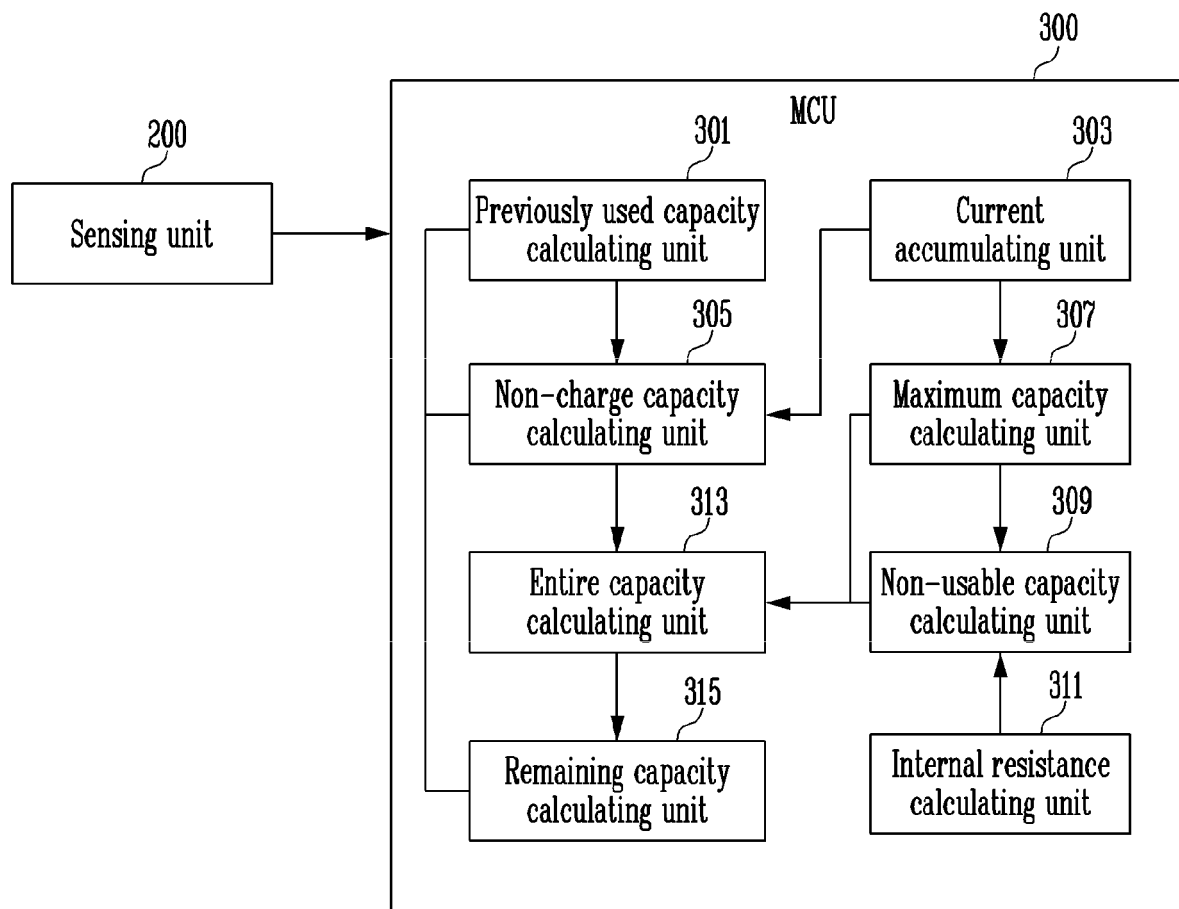 300
MCU
200
301
303
Sensing unit
Previously used capacity
calculating unit
Current
accumulating unit
305
307
Non-charge capacity
calculating unit
Maximum capacity
calculating unit
313
309
Entire capacity
calculating unit
Non-usable capacity
calculating unit
315
311
Remaining capacity
calculating unit
Internal resistance
calculating unit